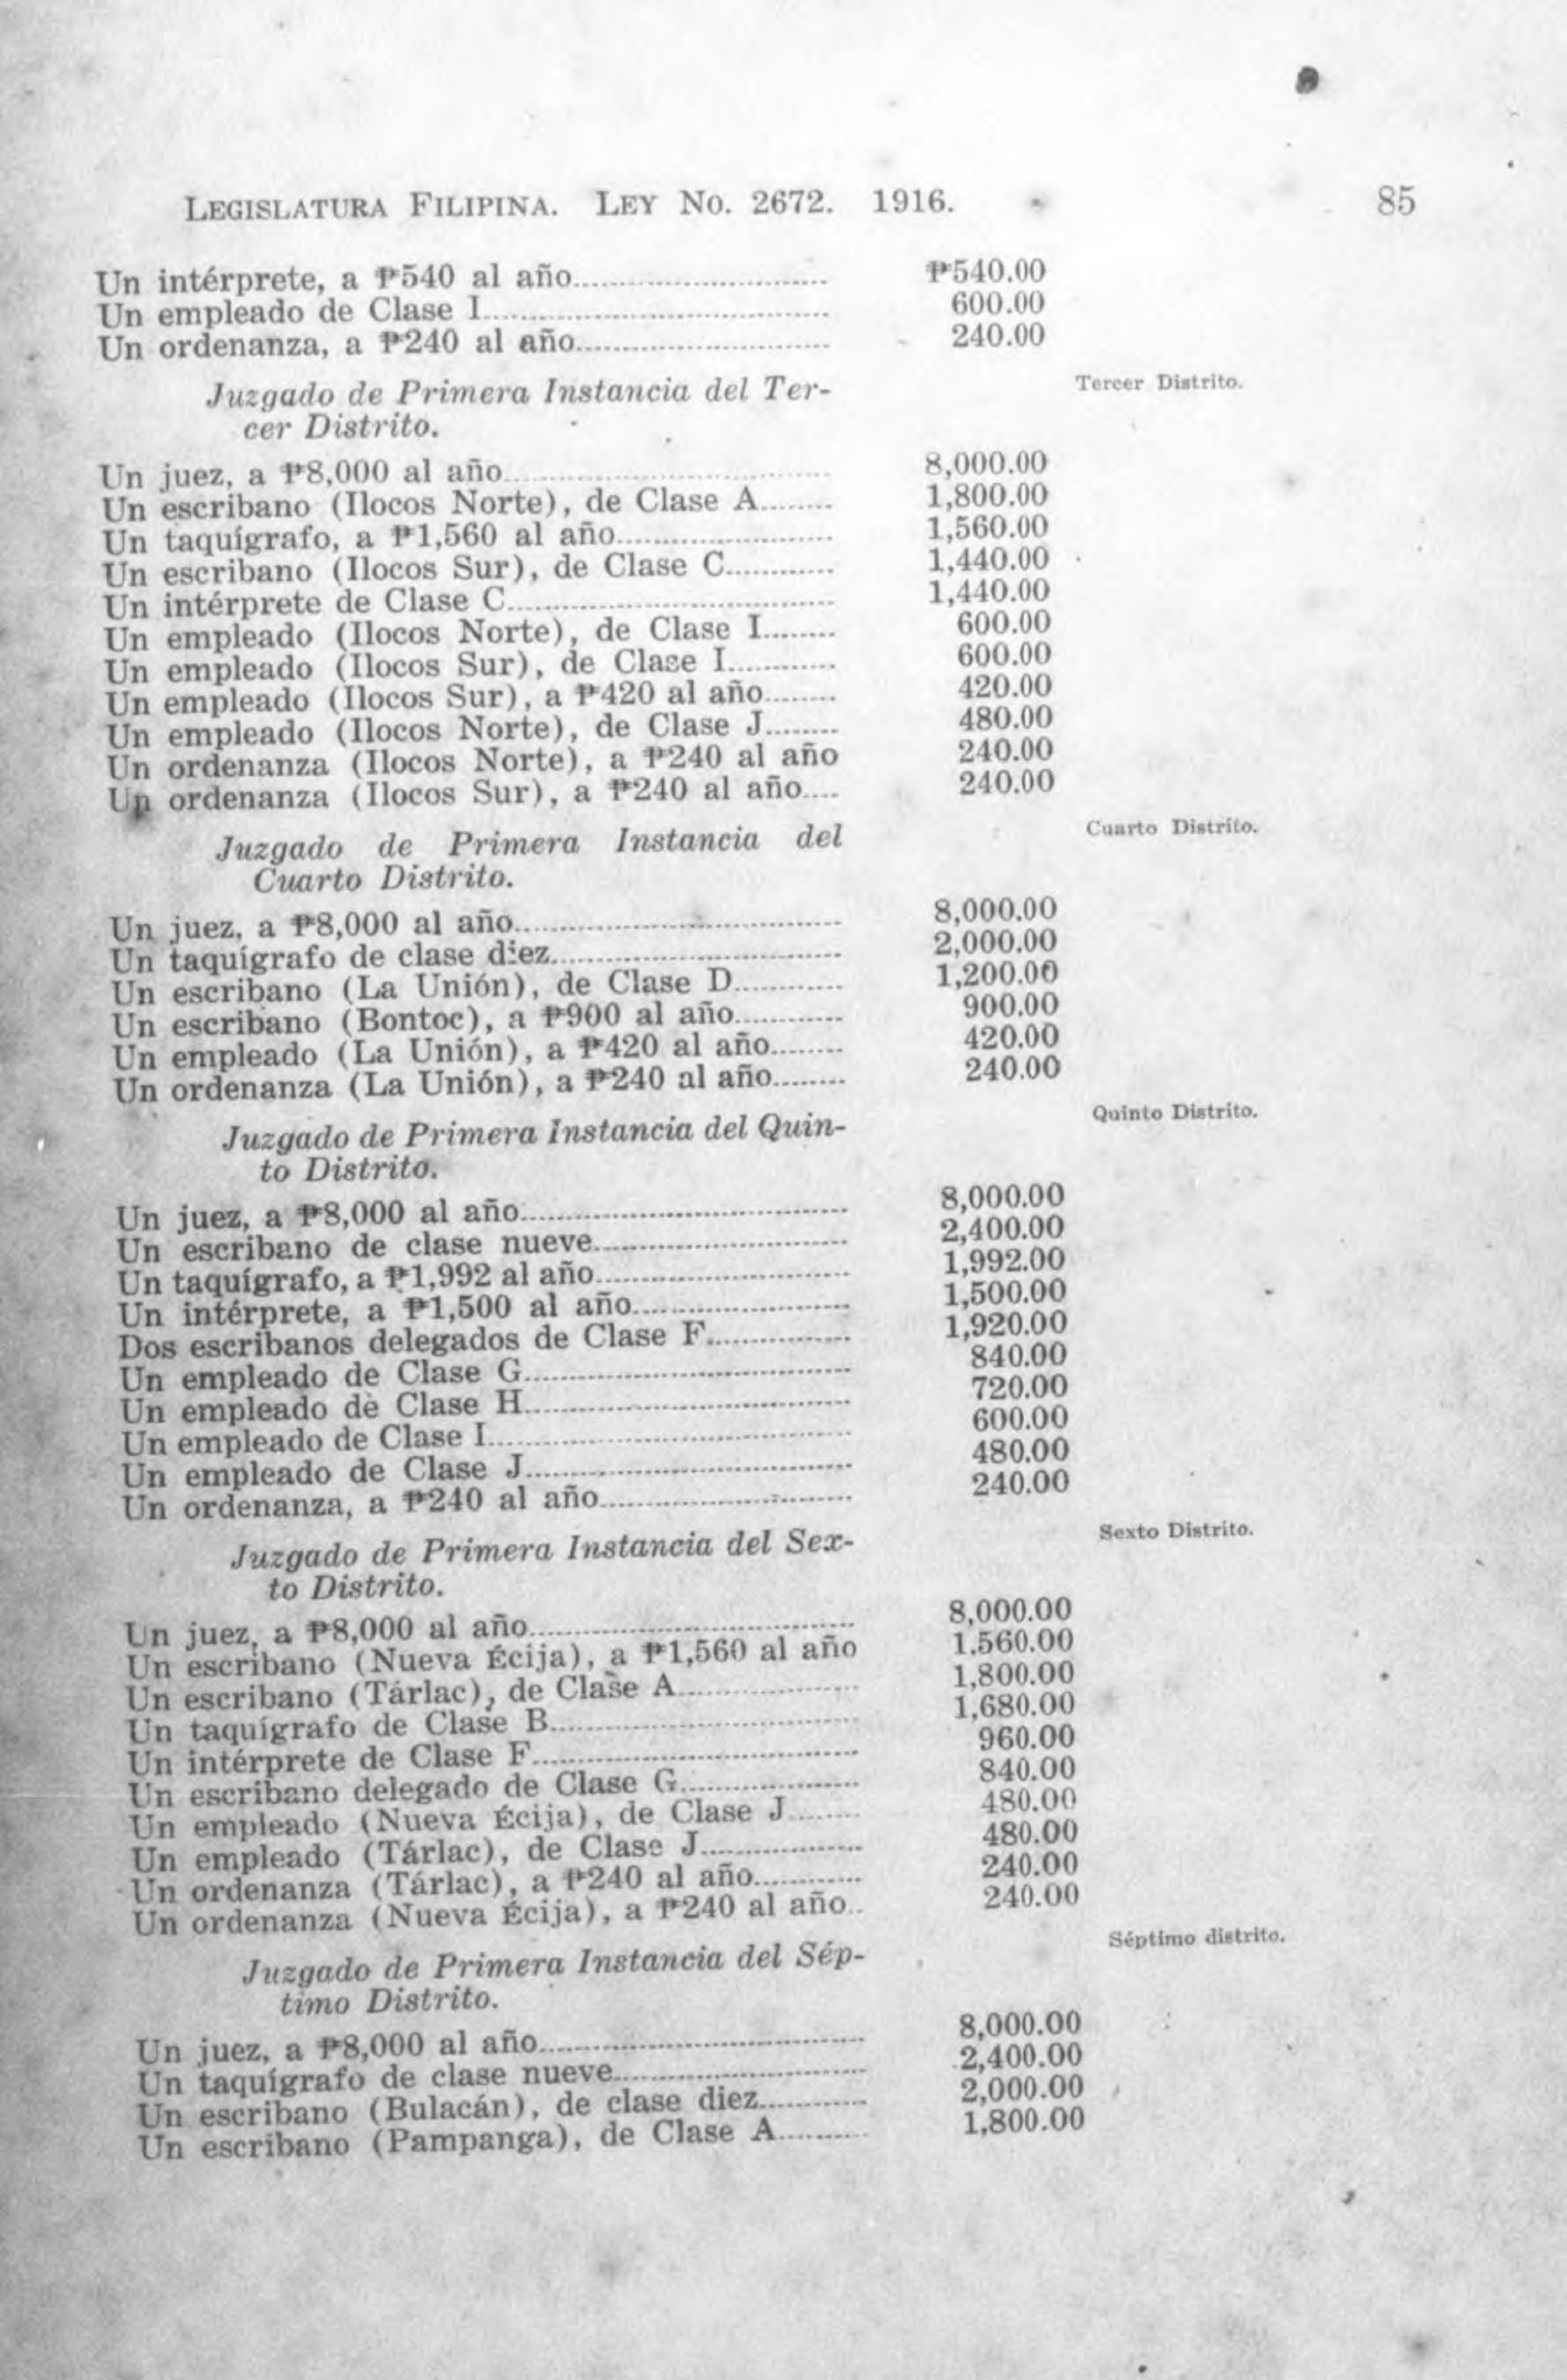 LEGISLATURA FILIPINA. LEY NO. 2672. 1916. 85
Un intérprete, a ₱540 al año ₱540.00
Un empleado de Clase I 600.00
Un ordenanza, a ₱240 al año 240.00
Juzgado de Primera Instancia del Ter- Tercer Distrito.
cer Distrito.
Un juez, a ₱8,000 al año 8,000.00
Un escribano (Ilocos Norte), de Clase A 1,800.00
Un taquígrafo, a ₱1,560 al año 1,560.00
Un escribano (Ilocos Sur), de Clase C 1,440.00
Un intérprete de Clase C 1,440.00
Un empleado (Ilocos Norte), de Clase I 600.00
Un empleado (Ilocos Sur), de Clase I 600.00
Un empleado (Ilocos Sur), a ₱420 al año 420.00
Un empleado (Ilocos Norte), de Clase J 480.00
Un ordenanza (Ilocos Norte), a ₱240 al año 240.00
Un ordenanza (Ilocos Sur), a ₱240 al año 240.00
Juzgado de Primera Instancia del Cuarto Distrito.
Cuarto Distrito.
Un juez, a ₱8,000 al año 8,000.00
Un taquígrafo de clase diez 2,000.00
Un escribano (La Unión), de Clase D 1,200.00
Un escribano (Bontoc), a ₱900 al año 900.00
Un empleado (La Unión), a ₱420 al año 420.00
Un ordenanza (La Unión), a ₱240 al año 240.00
Juzgado de Primera Instancia del Quin- Quinto Distrito.
to Distrito.
Un juez, a ₱8,000 al año 8,000.00
Un escribano de clase nueve 2,400.00
Un taquígrafo, a ₱1,992 al año 1,992.00
Un intérprete, a ₱1,500 al año 1,500.00
Dos escribanos delegados de Clase F 1,920.00
Un empleado de Clase G 840.00
Un empleado de Clase H 720.00
Un empleado de Clase I 600.00
Un empleado de Clase J 480.00
Un ordenanza, a ₱240 al año 240.00
Juzgado de Primera Instancia del Sex- Sexto Distrito.
to Distrito.
Un juez, a ₱8,000 al año 8,000.00
Un escribano (Nueva Écija), a ₱1,560 al año 1.560.00
Un escribano (Tárlac), de Clase A 1,800.00
Un taquígrafo de Clase B 1,680.00
Un intérprete de Clase F 960.00
Un escribano delegado de Clase G 840.00
Un empleado (Nueva Écija), de Clase J 480.00
Un empleado (Tárlac), de Clase J 480.00
Un ordenanza (Tárlac), a ₱240 al año 240.00
Un ordenanza (Nueva Écija), a ₱240 al año 240.00
Juzgado de Primera Instancia del Sép- Séptimo distrito.
timo Distrito.
Un juez, a ₱8,000 al año 8,000.00
Un taquígrafo de clase nueve 2,400.00
Un escribano (Bulacán), de clase diez 2,000.00
Un escribano (Pampanga), de Clase A 1,800.00